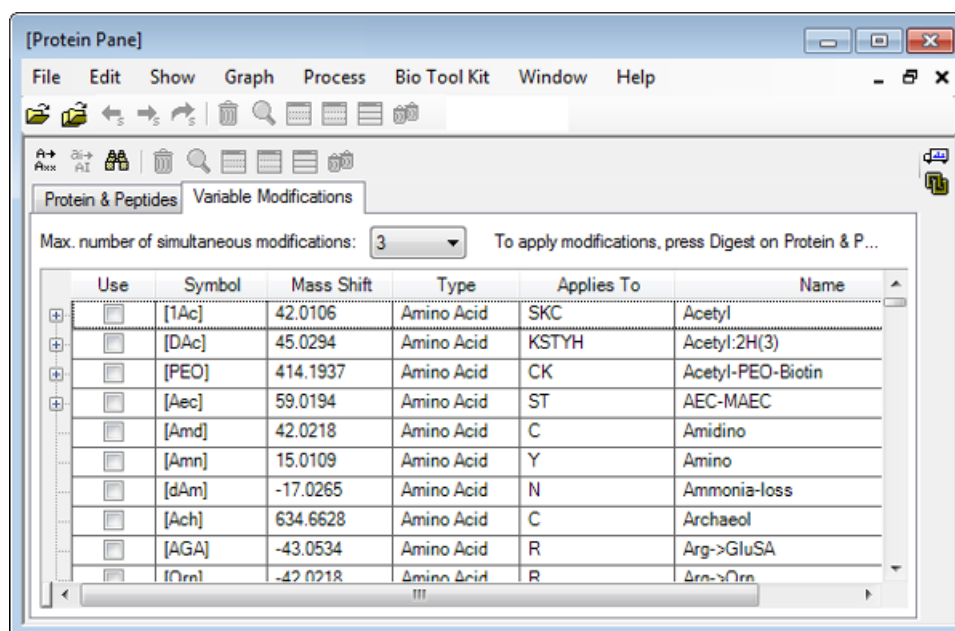 [Protein Pane]
File Edit Show Graph Process Bio Tool Kit Window Help
Protein & Peptides Variable Modifications
Max. number of simultaneous modifications: 3 To apply modifications, press Digest on Protein & P...
Use Symbol Mass Shift Type Applies To Name
[1Ac] 42.0106 Amino Acid SKC Acetyl
[DAc] 45.0294 Amino Acid KSTYH Acetyl:2H(3)
[PEO] 414.1937 Amino Acid CK Acetyl-PEO-Biotin
[Aec] 59.0194 Amino Acid ST AEC-MAEC
[Amd] 42.0218 Amino Acid C Amidino
[Amn] 15.0109 Amino Acid Y Amino
[dAm] -17.0265 Amino Acid N Ammonia-loss
[Ach] 634.6628 Amino Acid C Archaeol
[AGA] -43.0534 Amino Acid R Arg->GluSA
[Orn] -42.0218 Amino Acid R Arg->Orn